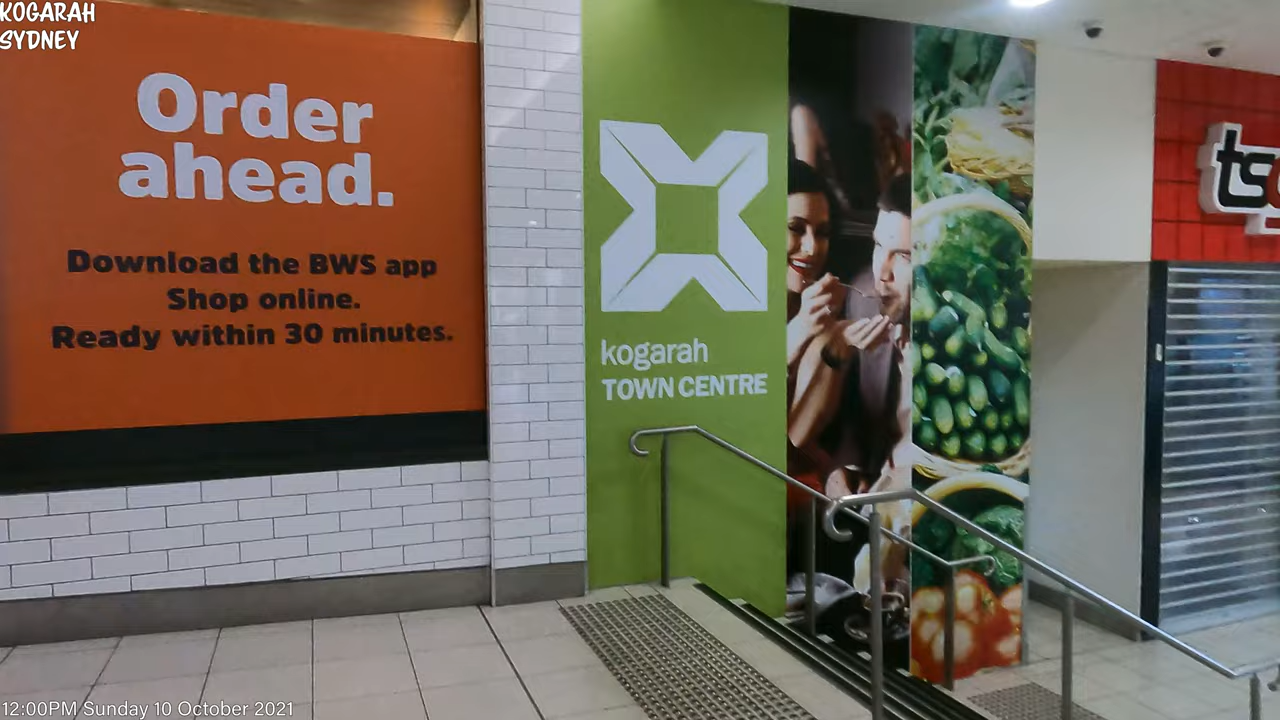 KOGARAH
SYDNEY
Order
ahead.
Download the BWS app
Shop online.
Ready within 30 minutes.
kogarah
TOWN CENTRE
12:00PM Sunday 10 October 2021